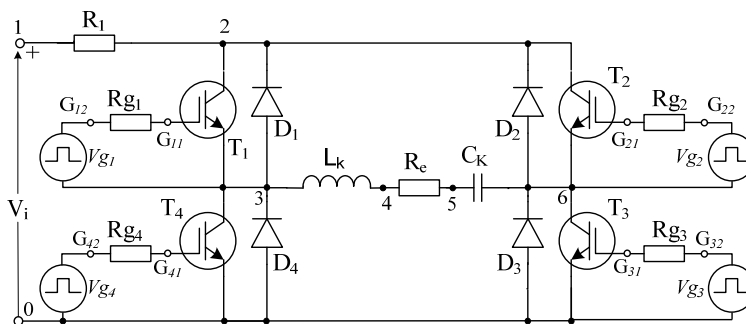 1
R1
2
+
T2
Rg1
G12
G11
T1
Vg1
D1
D2
Rg2
G22
G21
Vg2
Lk
Re
CK
3
4
5
6
Vi
T4
Rg4
G42
G41
Vg4
D4
D3
T3
Rg3
G32
G31
Vg3
0